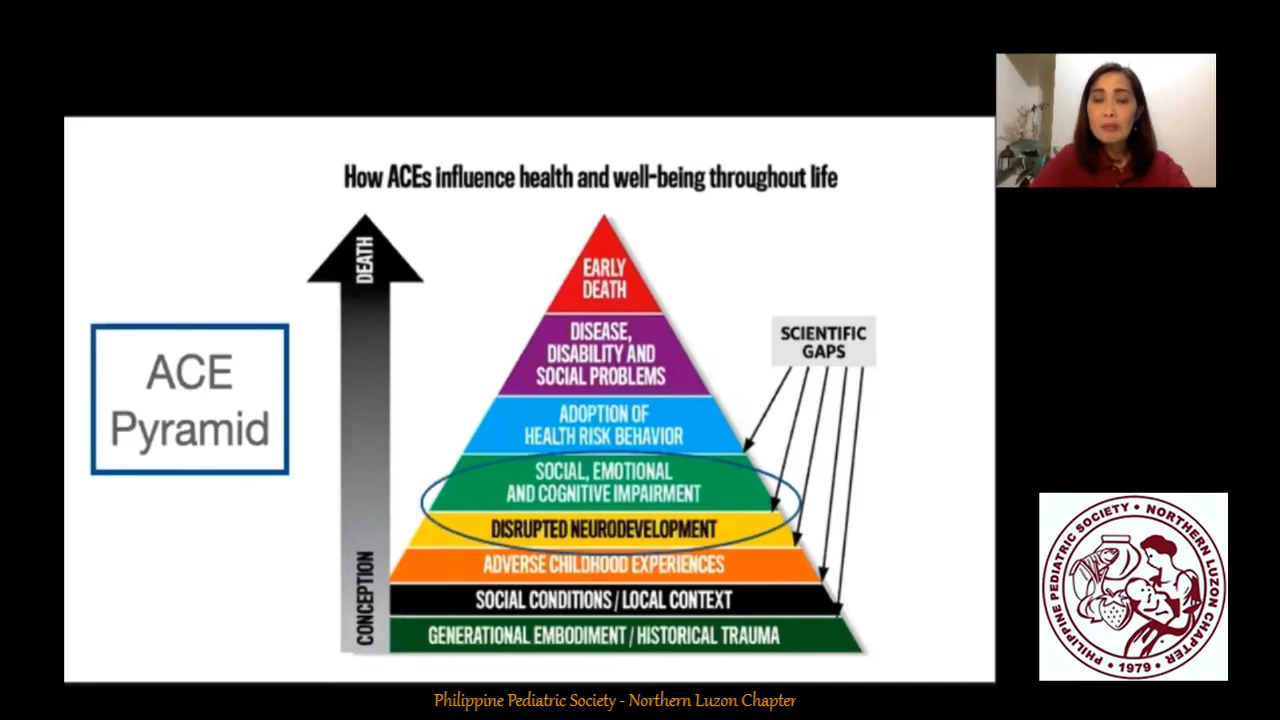 How ACEs influence health and well-being throughout life
ACE
Pyramid
DEATH
CONCEPTION
EARLY
DEATH
DISEASE,
DISABILITY AND
SOCIAL PROBLEMS
ADOPTION OF
HEALTH RISK BEHAVIOR
SOCIAL, EMOTIONAL
AND COGNITIVE IMPAIRMENT
DISRUPTED NEURODEVELOPMENT
ADVERSE CHILDHOOD EXPERIENCES
SOCIAL CONDITIONS / LOCAL CONTEXT
GENERATIONAL EMBODIMENT / HISTORICAL TRAUMA
SCIENTIFIC
GAPS
PHILIPPINE PEDIATRIC SOCIETY • NORTHERN LUZON CHAPTER
• 1979 •
Philippine Pediatric Society - Northern Luzon Chapter